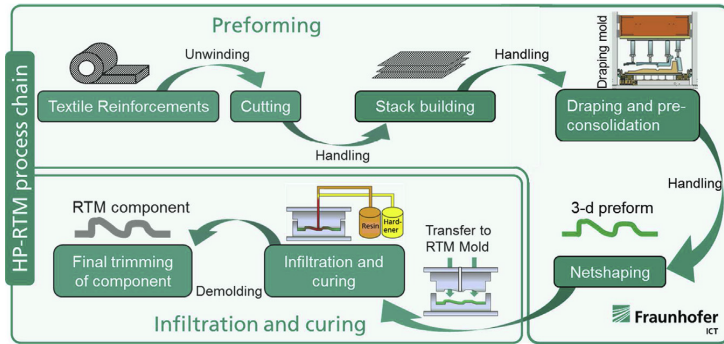 HP-RTM process chain
Preforming
Unwinding
Handling
Draping mold
Textile Reinforcements
Cutting
Stack building
Draping and pre-
consolidation
Handling
Handling
RTM component
Resin
Hard-
ener
Transfer to
RTM Mold
3-d preform
Final trimming
of component
Demolding
Infiltration and
curing
Netshaping
Infiltration and curing
Fraunhofer
ICT